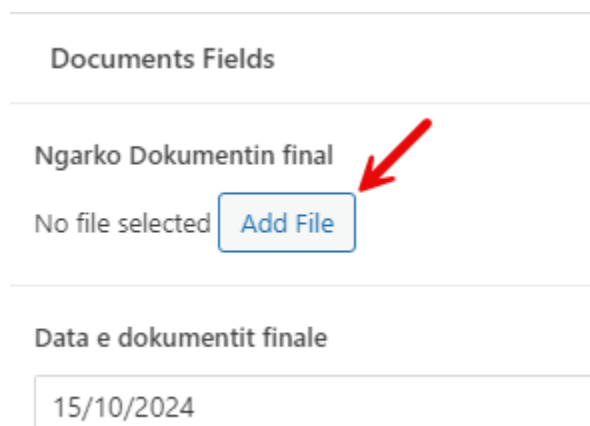 Documents Fields
Ngarko Dokumentin final
No file selected Add File
Data e dokumentit finale
15/10/2024